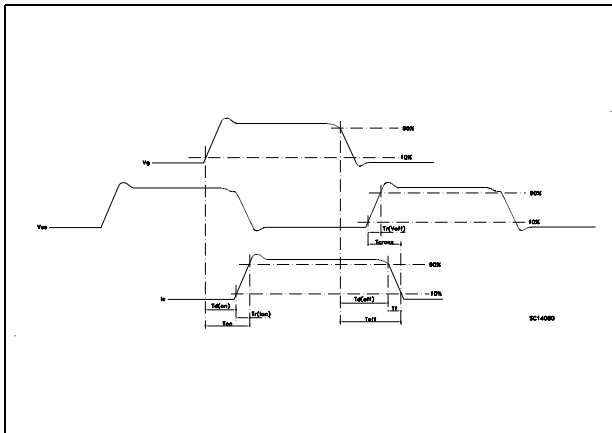 90%
Vg
10%
90%
Vce
10%
Tr(Voff)
Tcross
90%
Ic
10%
Td(on)
Td(off)
Tf
Tr(Ion)
Ton
Toff
SC14080